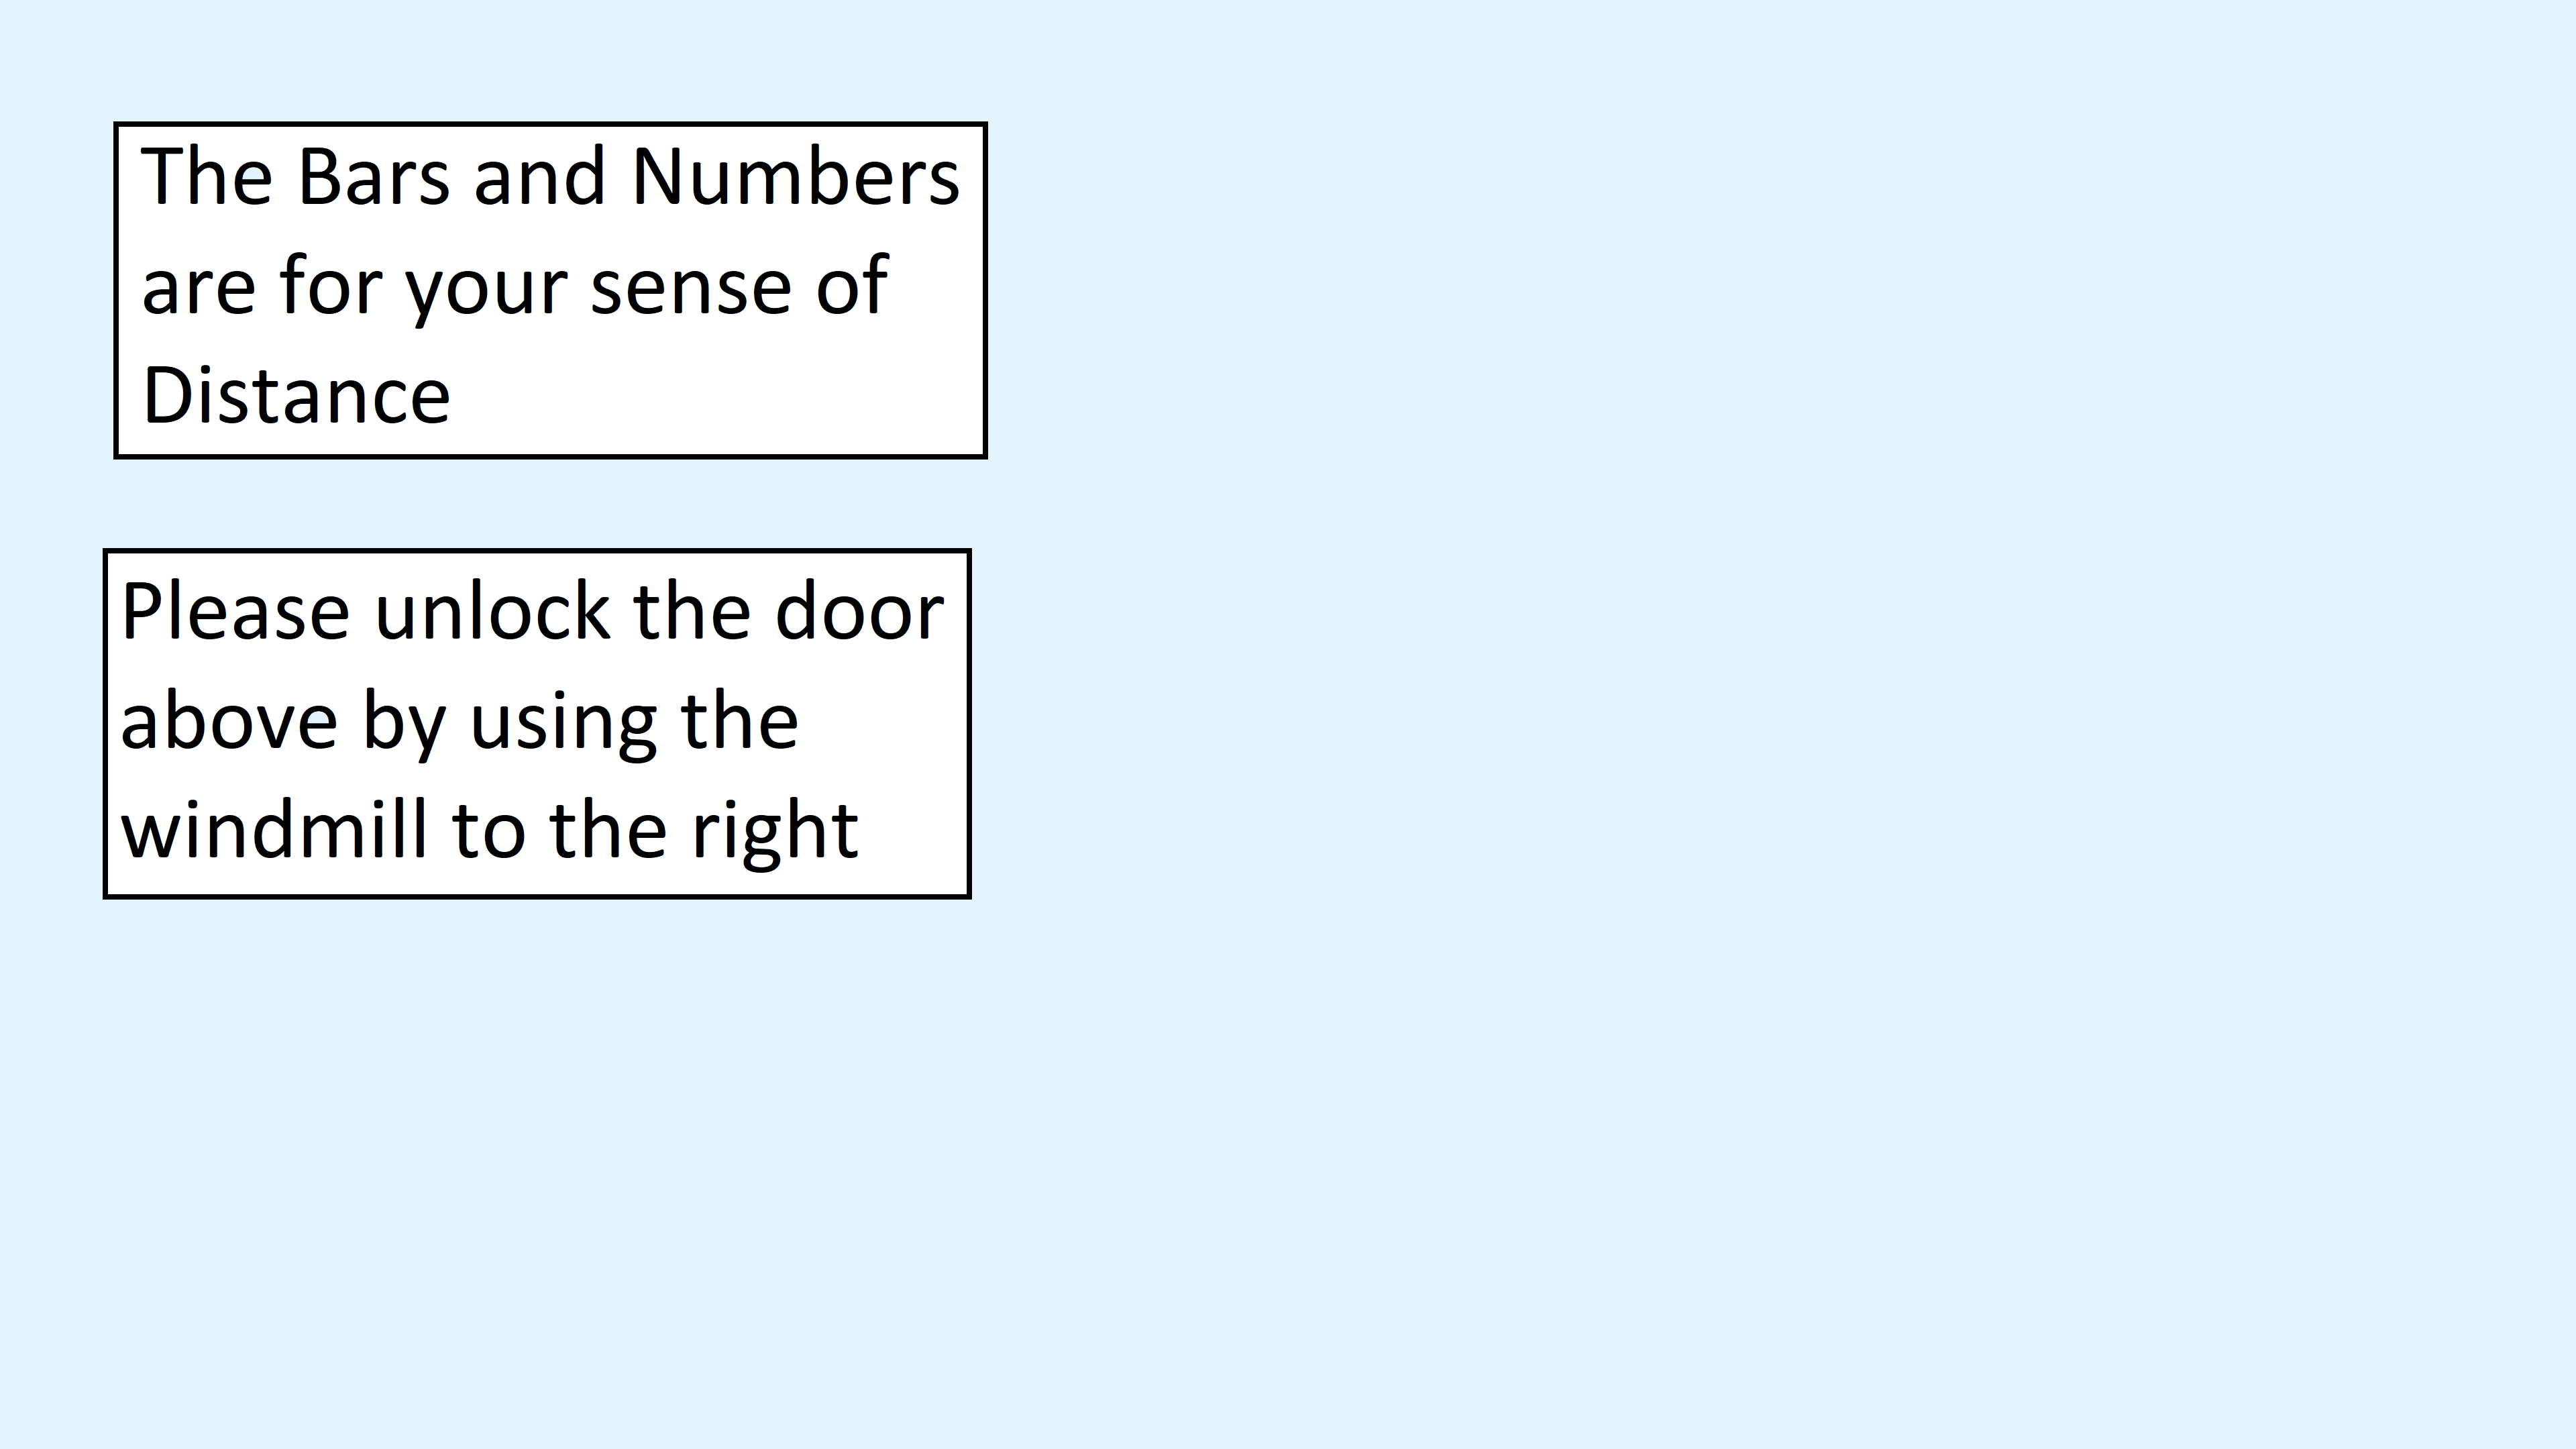 The Bars and Numbers
are for your sense of
Distance
Please unlock the door
above by using the
windmill to the right